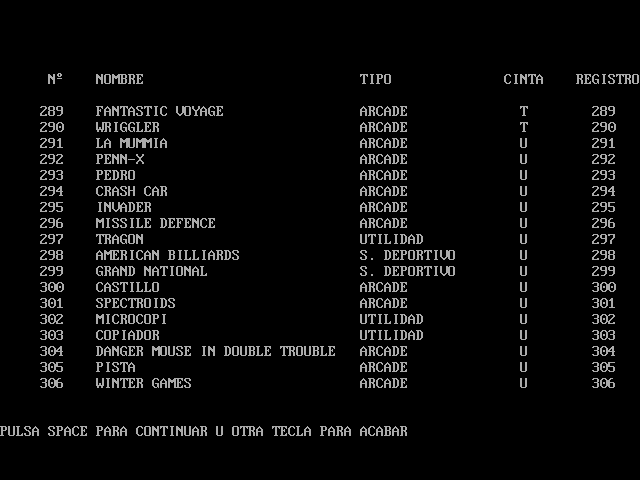 Nº NOMBRE TIPO CINTA REGISTRO
289 FANTASTIC VOYAGE ARCADE T 289
290 WRIGGLER ARCADE T 290
291 LA MUMMIA ARCADE U 291
292 PENN-X ARCADE U 292
293 PEDRO ARCADE U 293
294 CRASH CAR ARCADE U 294
295 INVADER ARCADE U 295
296 MISSILE DEFENCE ARCADE U 296
297 TRAGON UTILIDAD U 297
298 AMERICAN BILLIARDS S. DEPORTIVO U 298
299 GRAND NATIONAL S. DEPORTIVO U 299
300 CASTILLO ARCADE U 300
301 SPECTROIDS ARCADE U 301
302 MICROCOPI UTILIDAD U 302
303 COPIADOR UTILIDAD U 303
304 DANGER MOUSE IN DOUBLE TROUBLE ARCADE U 304
305 PISTA ARCADE U 305
306 WINTER GAMES ARCADE U 306
PULSA SPACE PARA CONTINUAR U OTRA TECLA PARA ACABAR